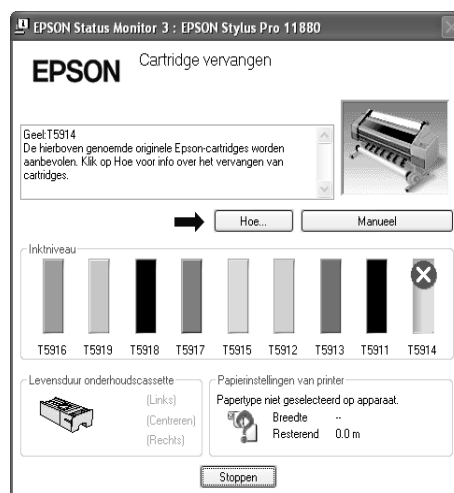 EPSON Status Monitor 3 : EPSON Stylus Pro 11880
EPSON
Cartridge vervangen
Geel:T5914
De hierboven genoemde originele Epson-cartridges worden
aanbevolen. Klik op Hoe voor info over het vervangen van
cartridges.
Hoe...
Manueel
Inktniveau
T5916 T5919 T5918 T5917 T5915 T5912 T5913 T5911 T5914
Levensduur onderhoudscassette
(Links)
(Centreren)
(Rechts)
Papierinstellingen van printer
Papertype niet geselecteerd op apparaat.
Breedte --
Resterend 0.0 m
Stoppen